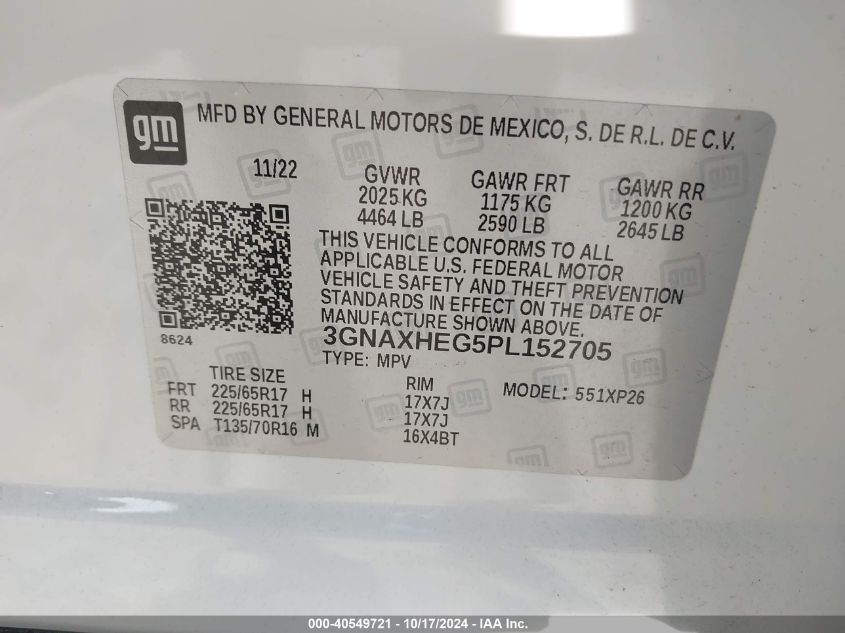 gm
MFD BY GENERAL MOTORS DE MEXICO, S. DE R.L. DE C.V.
11/22
GVWR
2025 KG
4464 LB
GAWR FRT
1175 KG
2590 LB
GAWR RR
1200 KG
2645 LB
THIS VEHICLE CONFORMS TO ALL
APPLICABLE U.S. FEDERAL MOTOR
VEHICLE SAFETY AND THEFT PREVENTION
STANDARDS IN EFFECT ON THE DATE OF
MANUFACTURE SHOWN ABOVE.
8624
3GNAXHEG5PL152705
TYPE: MPV
MODEL: 551XP26
TIRE SIZE
RIM
FRT 225/65R17 H 17X7J
RR 225/65R17 H 17X7J
SPA T135/70R16 M 16X4BT
000-40549721 - 10/17/2024 - IAA Inc.